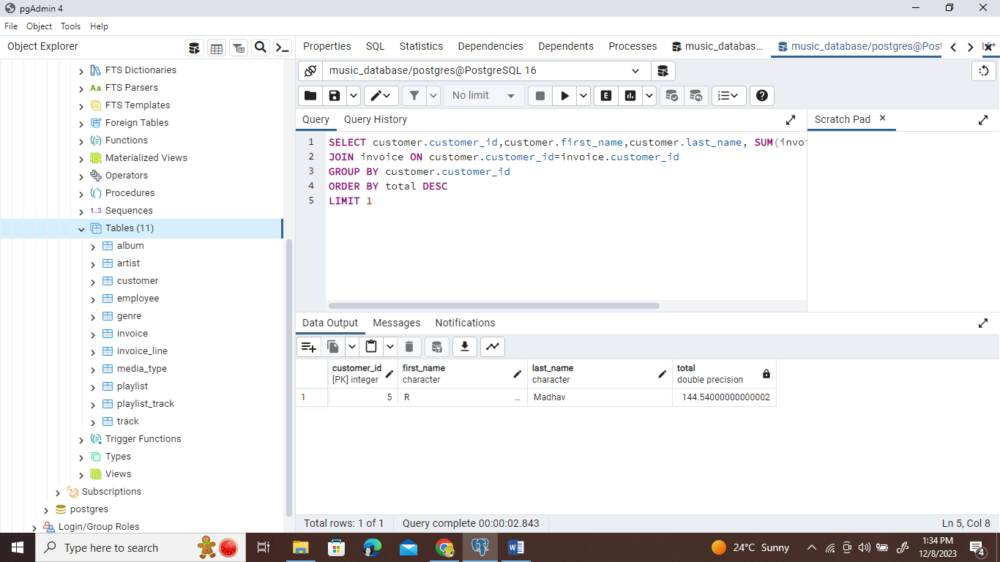 pgAdmin 4
File Object Tools Help
Object Explorer
FTS Dictionaries
Aa FTS Parsers
FTS Templates
Foreign Tables
Functions
Materialized Views
Operators
Procedures
1..3 Sequences
Tables (11)
album
artist
customer
employee
genre
invoice
invoice_line
media_type
playlist
playlist_track
track
Trigger Functions
Types
Views
Subscriptions
postgres
Login/Group Roles
Properties SQL Statistics Dependencies Dependents Processes music_databas... music_database/postgres@Post
music_database/postgres@PostgreSQL 16
No limit E
Query Query History
Scratch Pad
1 SELECT customer.customer_id,customer.first_name,customer.last_name, SUM(invo
2 JOIN invoice ON customer.customer_id=invoice.customer_id
3 GROUP BY customer.customer_id
4 ORDER BY total DESC
5 LIMIT 1
Data Output Messages Notifications
customer_id first_name last_name total
[PK] integer character character double precision
1 5 R ... Madhav 144.54000000000002
Total rows: 1 of 1 Query complete 00:00:02.843 Ln 5, Col 8
Type here to search
24°C Sunny
1:34 PM
12/8/2023
4